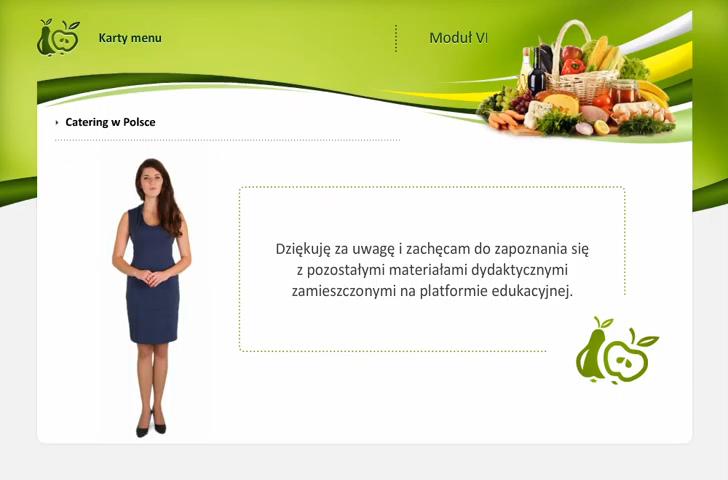 Karty menu
Moduł VI
Catering w Polsce
Dziękuję za uwagę i zachęcam do zapoznania się
z pozostałymi materiałami dydaktycznymi
zamieszczonymi na platformie edukacyjnej.